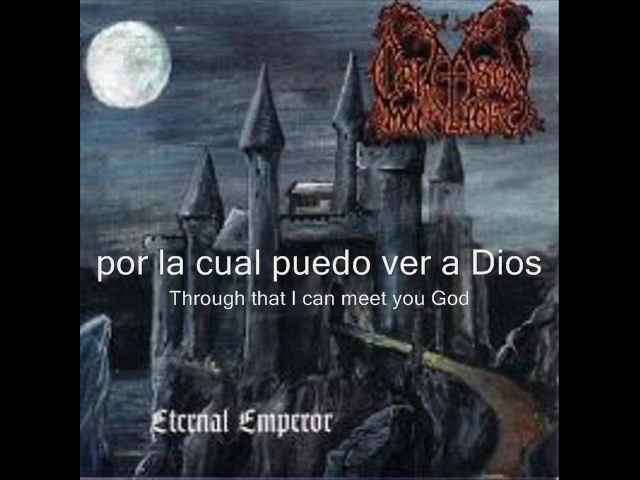 por la cual puedo ver a Dios
Through that I can meet you God
Eternal Emperor